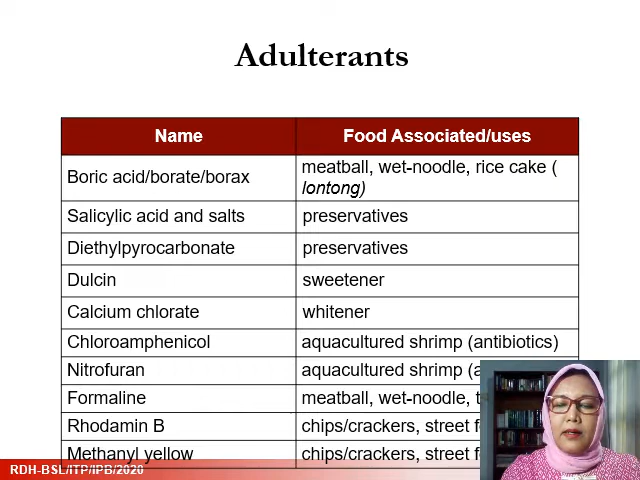 Adulterants
Name Food Associated/uses
Boric acid/borate/borax meatball, wet-noodle, rice cake (
lontong)
Salicylic acid and salts preservatives
Diethylpyrocarbonate preservatives
Dulcin sweetener
Calcium chlorate whitener
Chloroamphenicol aquacultured shrimp (antibiotics)
Nitrofuran aquacultured shrimp (a
Formaline meatball, wet-noodle, t
Rhodamin B chips/crackers, street f
Methanyl yellow chips/crackers, street f
RDH-BSL/ITP/IPB/2020